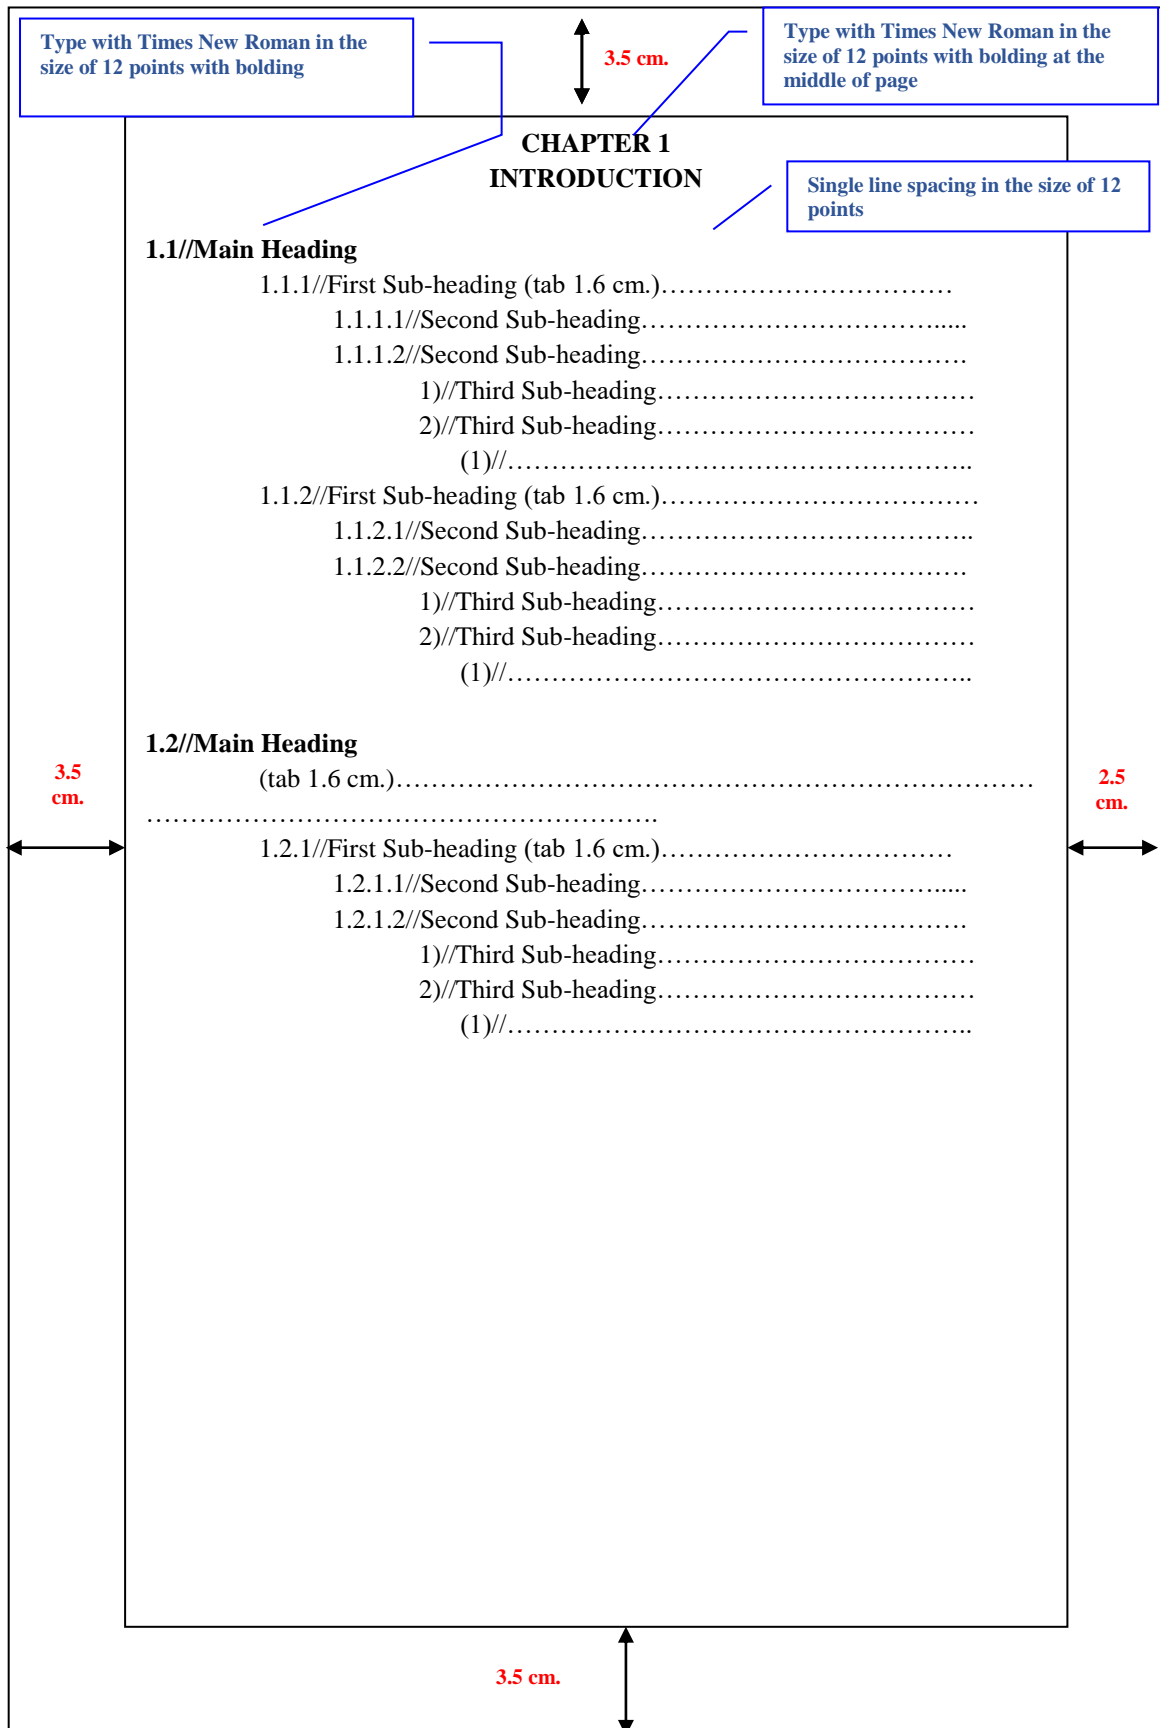 Type with Times New Roman in the
size of 12 points with bolding
3.5 cm.
Type with Times New Roman in the
size of 12 points with bolding at the
middle of page
CHAPTER 1
INTRODUCTION
Single line spacing in the size of 12
points
1.1//Main Heading
1.1.1//First Sub-heading (tab 1.6 cm.)……………………………
1.1.1.1//Second Sub-heading…………………………….....
1.1.1.2//Second Sub-heading……………………………….
1)//Third Sub-heading………………………………
2)//Third Sub-heading………………………………
(1)//……………………………………………..
1.1.2//First Sub-heading (tab 1.6 cm.)………………………………
1.1.2.1//Second Sub-heading………………………………..
1.1.2.2//Second Sub-heading……………………………….
1)//Third Sub-heading………………………………
2)//Third Sub-heading………………………………
(1)//……………………………………………..
1.2//Main Heading
(tab 1.6 cm.)………………………………………………………………
………………………………………………….
3.5
cm.
2.5
cm.
1.2.1//First Sub-heading (tab 1.6 cm.)……………………………
1.2.1.1//Second Sub-heading…………………………….....
1.2.1.2//Second Sub-heading……………………………….
1)//Third Sub-heading………………………………
2)//Third Sub-heading………………………………
(1)//……………………………………………..
3.5 cm.